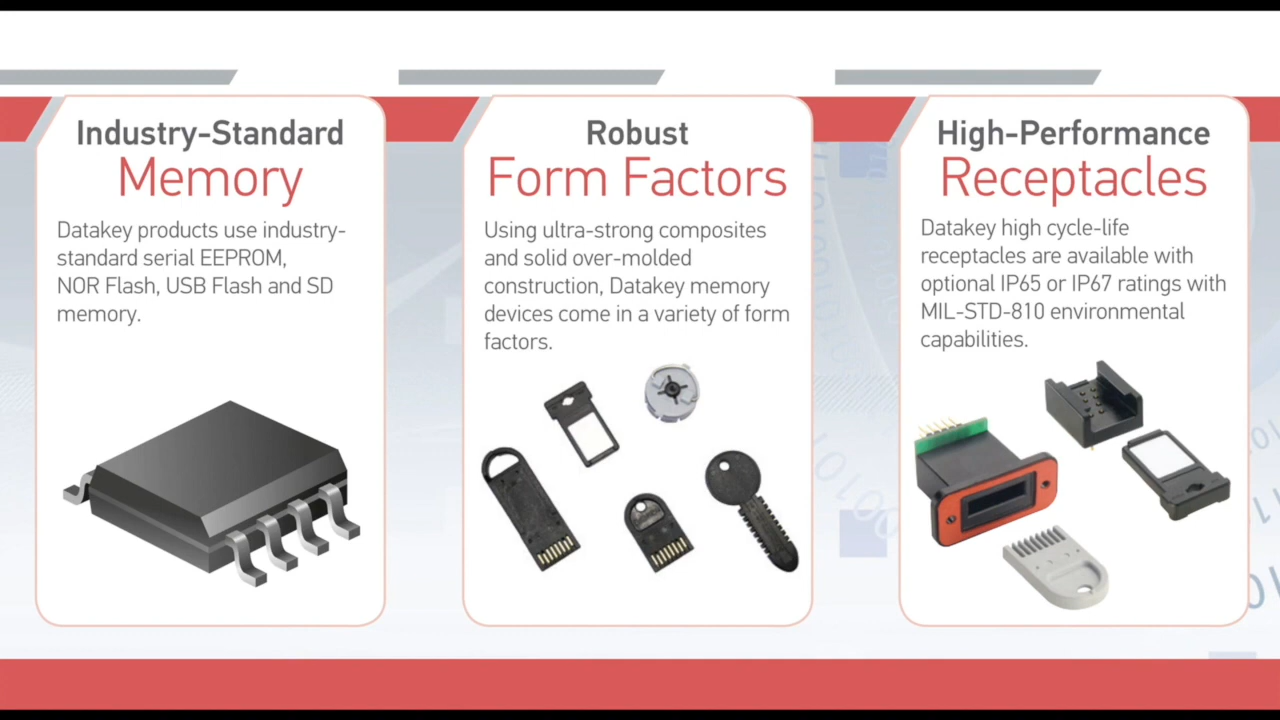 Industry-Standard
Memory
Datakey products use industry-
standard serial EEPROM,
NOR Flash, USB Flash and SD
memory.
Robust
Form Factors
Using ultra-strong composites
and solid over-molded
construction, Datakey memory
devices come in a variety of form
factors.
High-Performance
Receptacles
Datakey high cycle-life
receptacles are available with
optional IP65 or IP67 ratings with
MIL-STD-810 environmental
capabilities.